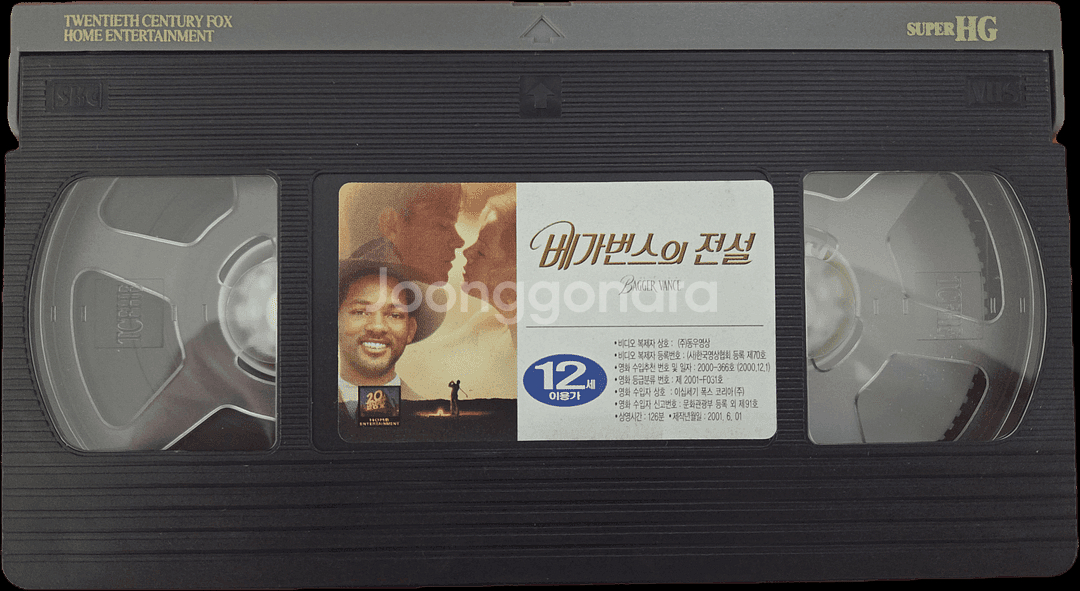 TWENTIETH CENTURY FOX
HOME ENTERTAINMENT
SUPER HG
SKC
VHS
베가번스의 전설
BAGGER VANCE
joonggonara
12세
이용가
• 비디오 복제자 상호 : (주)동우영상
• 비디오 복제자 등록번호 : (사)한국영상협회 등록 제70호
• 영화 수입추천 번호 및 일자 : 2000-366호 (2000.12.1)
• 영화 등급분류 번호 : 제 2001-F031호
• 영화 수입자 상호 : 이십세기 폭스 코리아(주)
• 영화 수입자 신고번호 : 문화관광부 등록 외 제91호
• 상영시간 : 126분 • 제작년월일 : 2001. 6. 01
20
FOX
HOME
ENTERTAINMENT